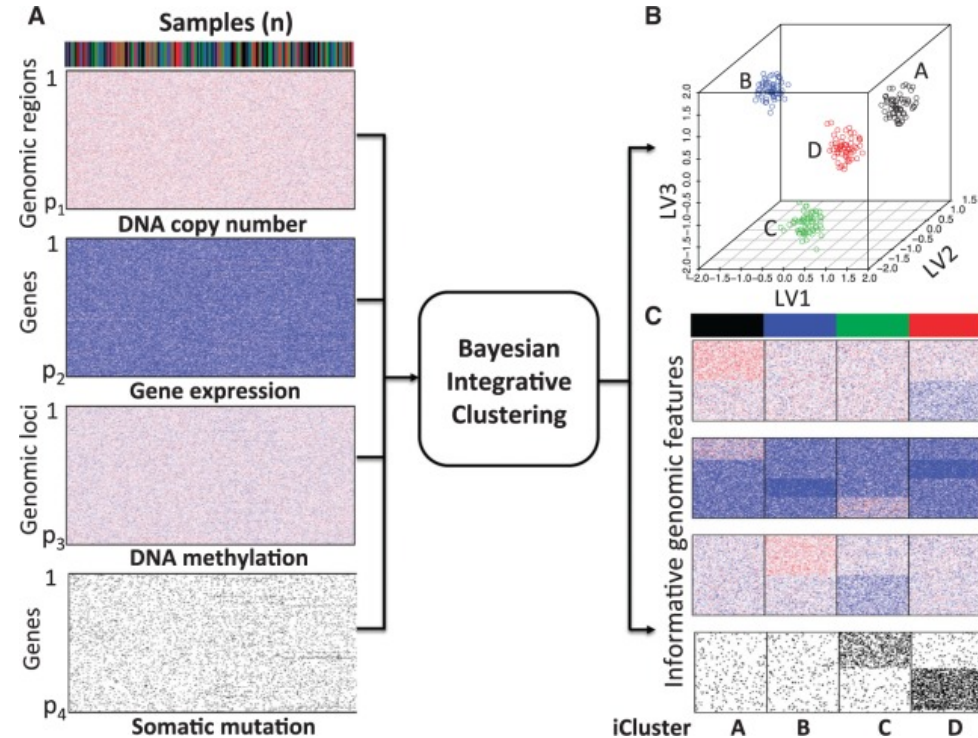 A
Samples (n)
1
Genomic regions
p1
DNA copy number
1
Genes
p2
Gene expression
1
Genomic loci
p3
DNA methylation
1
Genes
p4
Somatic mutation
Bayesian
Integrative
Clustering
B
A
B
C
D
2.0
1.5
1.0
0.5
0.0
-0.5
-1.0
-1.5
-2.0
LV3
-2.0 -1.5 -1.0 -0.5 0.0 0.5 1.0 1.5 2.0
LV1
-2.0
-1.5
-1.0
-0.5
0.0
0.5
1.0
1.5
LV2
C
Informative genomic features
iCluster A B C D